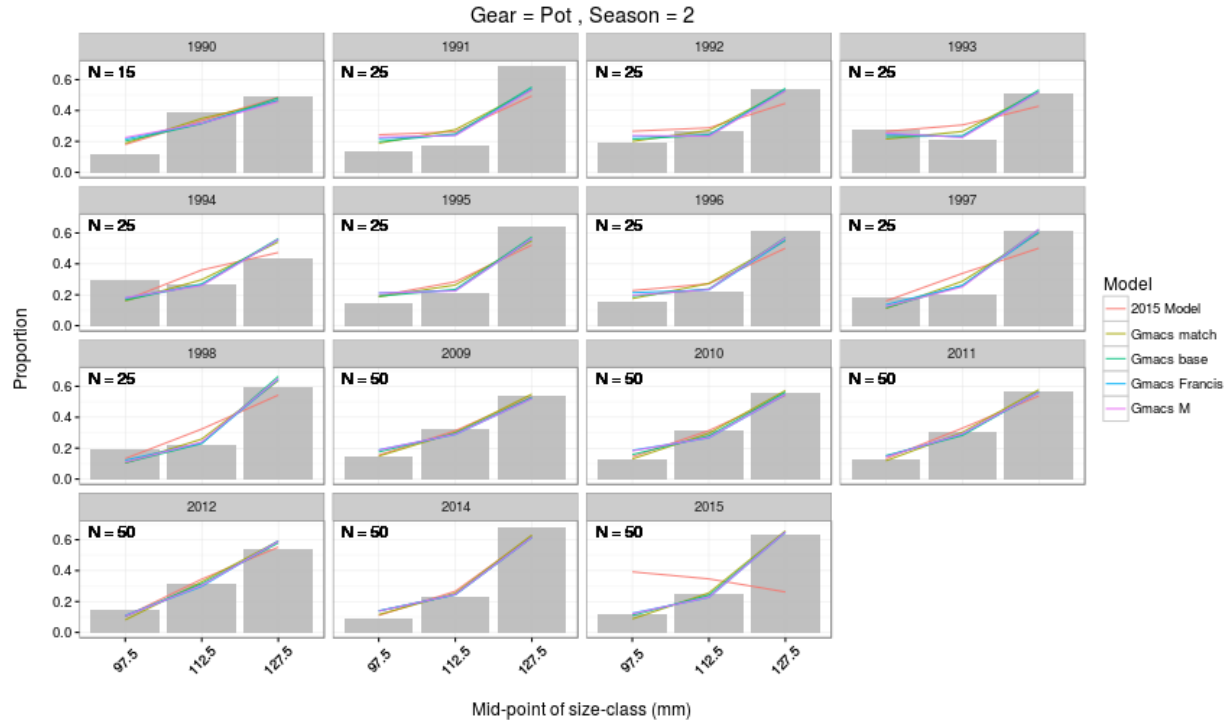 Gear = Pot , Season = 2
1990 1991 1992 1993
N = 15 N = 25 N = 25 N = 25
0.6
0.4
0.2
0.0
1994 1995 1996 1997
N = 25 N = 25 N = 25 N = 25
0.6
0.4
0.2
0.0
1998 2009 2010 2011
N = 25 N = 50 N = 50 N = 50
0.6
0.4
0.2
0.0
2012 2014 2015
N = 50 N = 50 N = 50
0.6
0.4
0.2
0.0
97.5 112.5 127.5 97.5 112.5 127.5 97.5 112.5 127.5
Mid-point of size-class (mm)
Proportion
Model
2015 Model
Gmacs match
Gmacs base
Gmacs Francis
Gmacs M